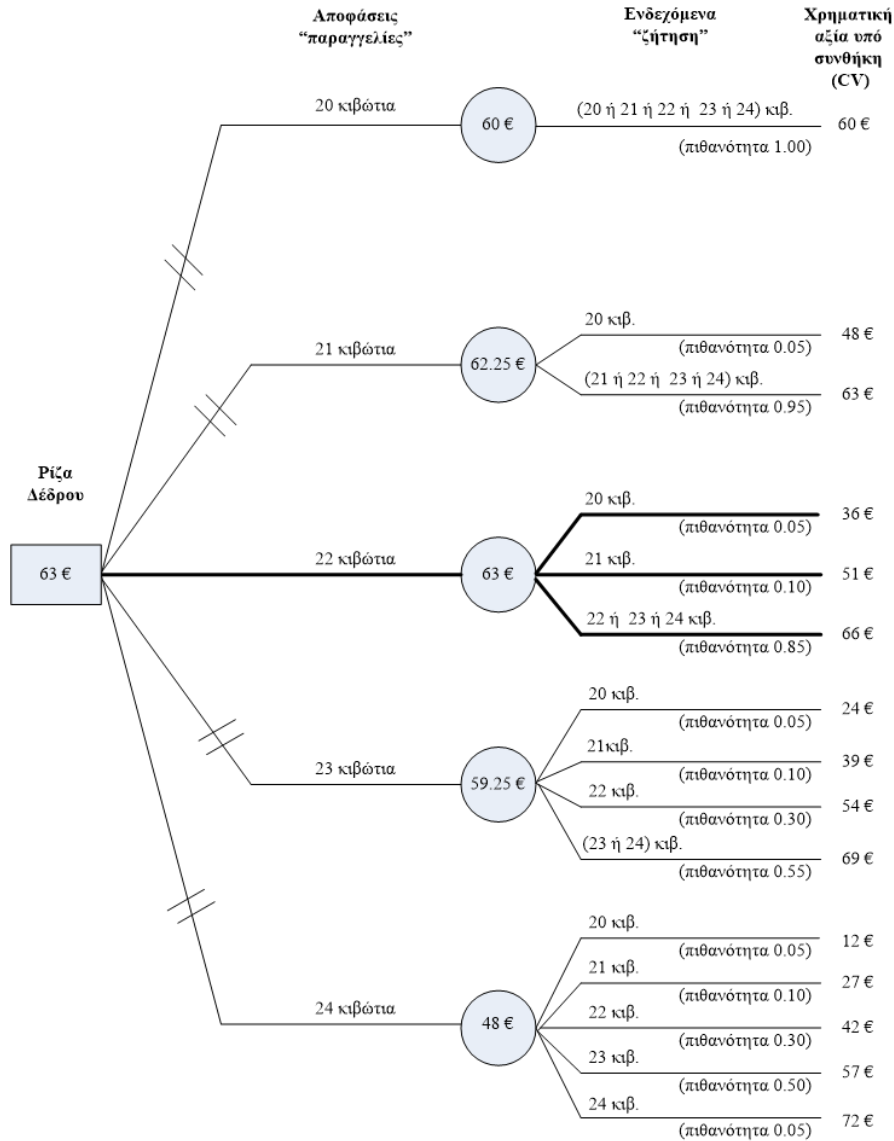 Αποφάσεις
“παραγγελίες”
Ενδεχόμενα
“ζήτηση”
Χρηματική
αξία υπό
συνθήκη
(CV)
20 κιβώτια
60 €
(20 ή 21 ή 22 ή 23 ή 24) κιβ.
(πιθανότητα 1.00)
60 €
21 κιβώτια
62.25 €
20 κιβ.
(πιθανότητα 0.05)
48 €
(21 ή 22 ή 23 ή 24) κιβ.
(πιθανότητα 0.95)
63 €
Ρίζα
Δέδρου
63 €
22 κιβώτια
63 €
20 κιβ.
(πιθανότητα 0.05)
36 €
21 κιβ.
(πιθανότητα 0.10)
51 €
22 ή 23 ή 24 κιβ.
(πιθανότητα 0.85)
66 €
23 κιβώτια
59.25 €
20 κιβ.
(πιθανότητα 0.05)
24 €
21κιβ.
(πιθανότητα 0.10)
39 €
22 κιβ.
(πιθανότητα 0.30)
54 €
(23 ή 24) κιβ.
(πιθανότητα 0.55)
69 €
24 κιβώτια
48 €
20 κιβ.
(πιθανότητα 0.05)
12 €
21 κιβ.
(πιθανότητα 0.10)
27 €
22 κιβ.
(πιθανότητα 0.30)
42 €
23 κιβ.
(πιθανότητα 0.50)
57 €
24 κιβ.
(πιθανότητα 0.05)
72 €